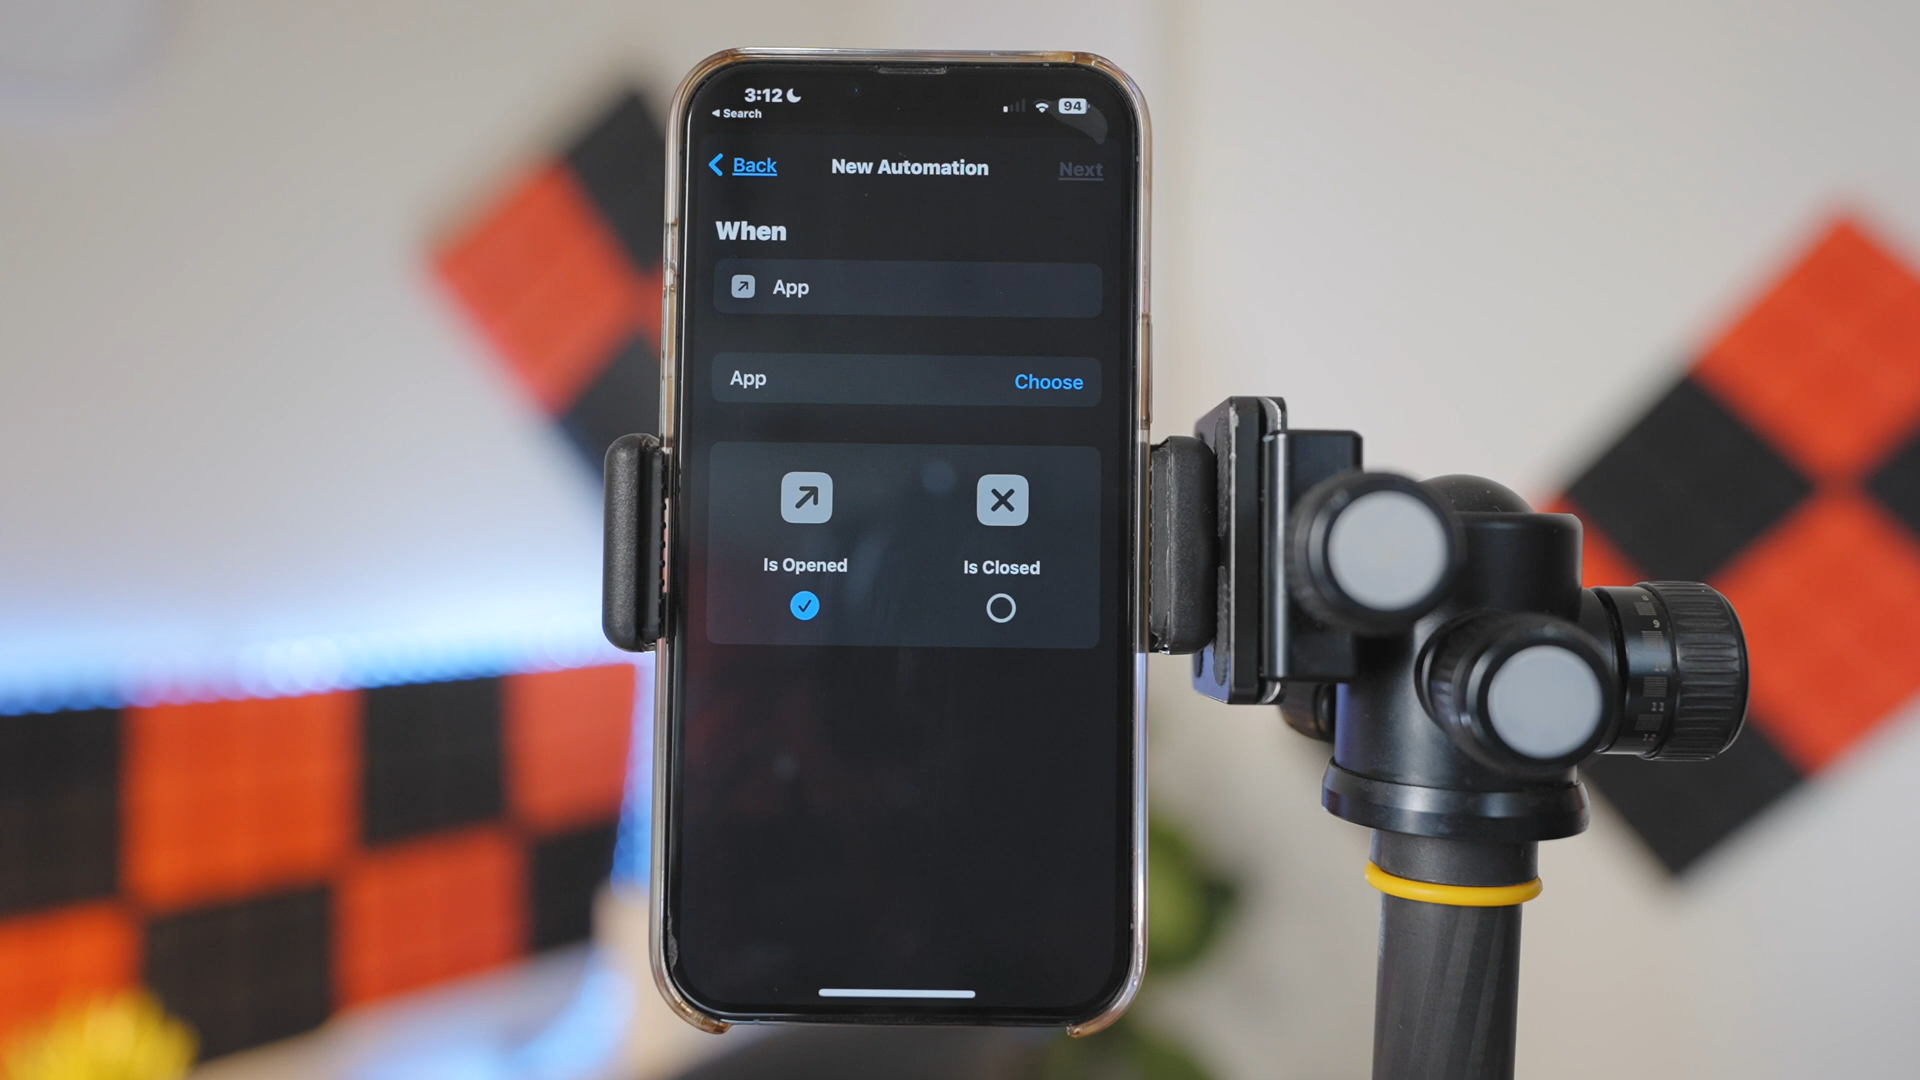 3:12
94
◀ Search
Back
New Automation
Next
When
App
App
Choose
Is Opened
Is Closed